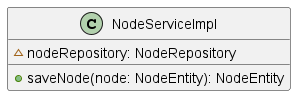 C NodeServiceImpl
nodeRepository: NodeRepository
saveNode(node: NodeEntity): NodeEntity